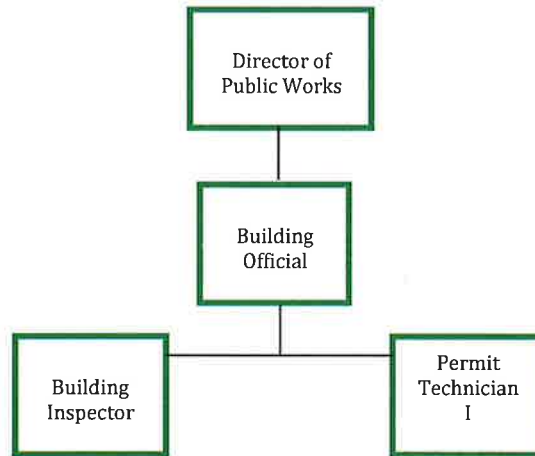 Director of
Public Works
Building
Official
Building
Inspector
Permit
Technician
I